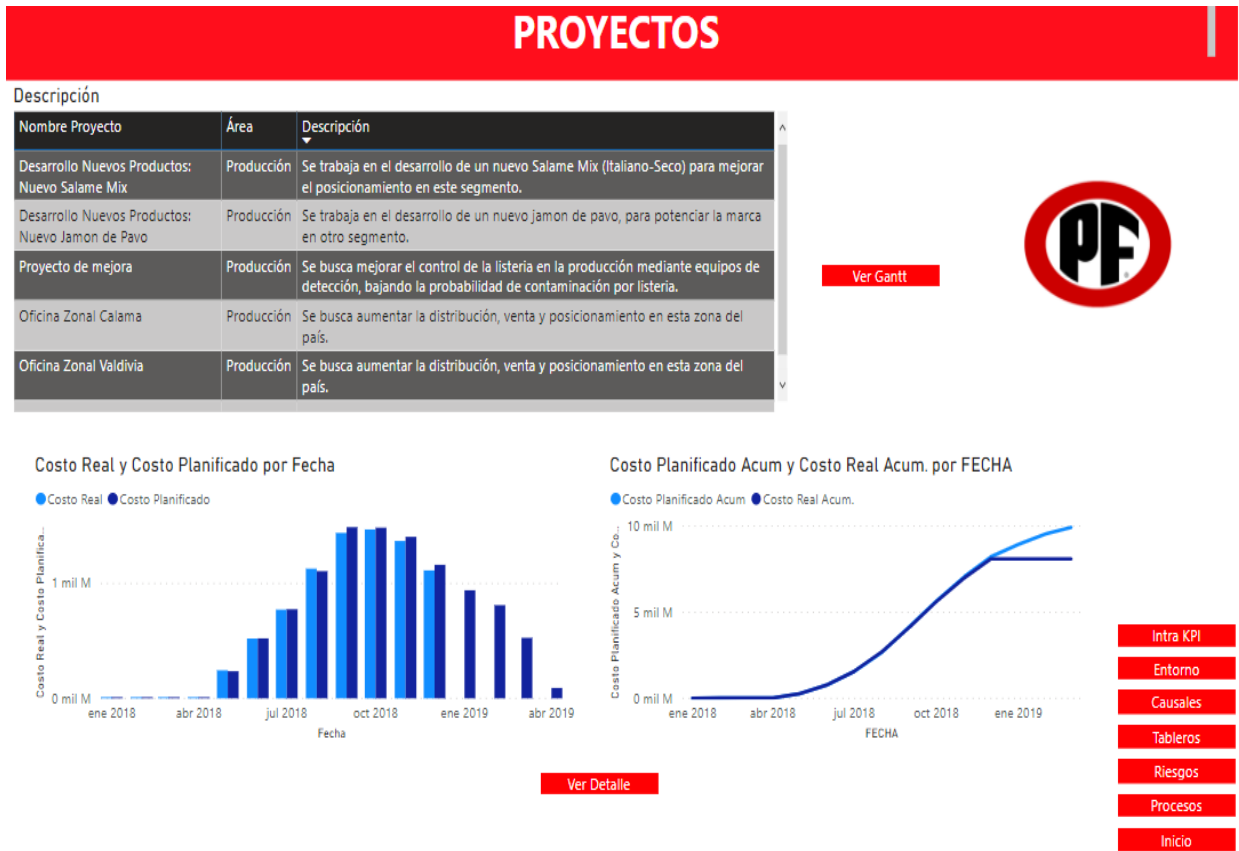 PROYECTOS
Descripción
Nombre Proyecto Área Descripción
Desarrollo Nuevos Productos: Producción Se trabaja en el desarrollo de un nuevo Salame Mix (Italiano-Seco) para mejorar
Nuevo Salame Mix el posicionamiento en este segmento.
Desarrollo Nuevos Productos: Producción Se trabaja en el desarrollo de un nuevo jamon de pavo, para potenciar la marca
Nuevo Jamon de Pavo en otro segmento.
Proyecto de mejora Producción Se busca mejorar el control de la listeria en la producción mediante equipos de
detección, bajando la probabilidad de contaminación por listeria.
Oficina Zonal Calama Producción Se busca aumentar la distribución, venta y posicionamiento en esta zona del
país.
Oficina Zonal Valdivia Producción Se busca aumentar la distribución, venta y posicionamiento en esta zona del
país.
Ver Gantt
PF®
Costo Real y Costo Planificado por Fecha
Costo Real Costo Planificado
Costo Real y Costo Planifica...
1 mil M
0 mil M
ene 2018 abr 2018 jul 2018 oct 2018 ene 2019 abr 2019
Fecha
Costo Planificado Acum y Costo Real Acum. por FECHA
Costo Planificado Acum Costo Real Acum.
Costo Planificado Acum y Co...
10 mil M
5 mil M
0 mil M
ene 2018 abr 2018 jul 2018 oct 2018 ene 2019
FECHA
Ver Detalle
Intra KPI
Entorno
Causales
Tableros
Riesgos
Procesos
Inicio